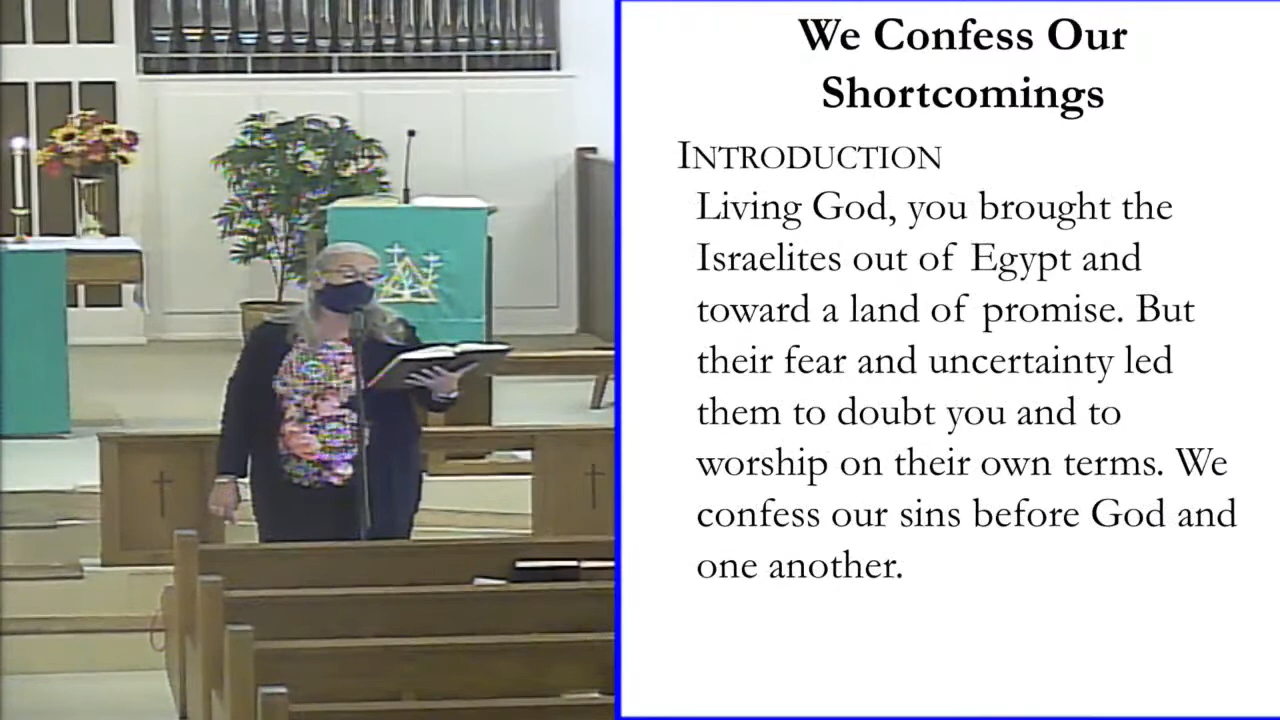 We Confess Our
Shortcomings
INTRODUCTION
Living God, you brought the
Israelites out of Egypt and
toward a land of promise. But
their fear and uncertainty led
them to doubt you and to
worship on their own terms. We
confess our sins before God and
one another.